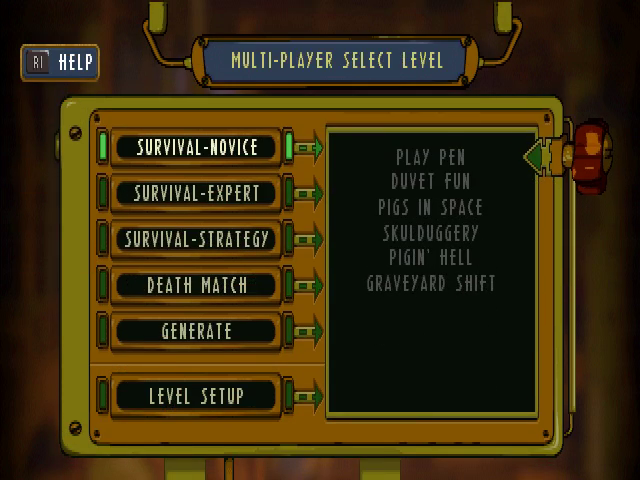 R1 HELP
MULTI-PLAYER SELECT LEVEL
SURVIVAL-NOVICE
SURVIVAL-EXPERT
SURVIVAL-STRATEGY
DEATH MATCH
GENERATE
LEVEL SETUP
PLAY PEN
DUVET FUN
PIGS IN SPACE
SKULDUGGERY
PIGIN' HELL
GRAVEYARD SHIFT